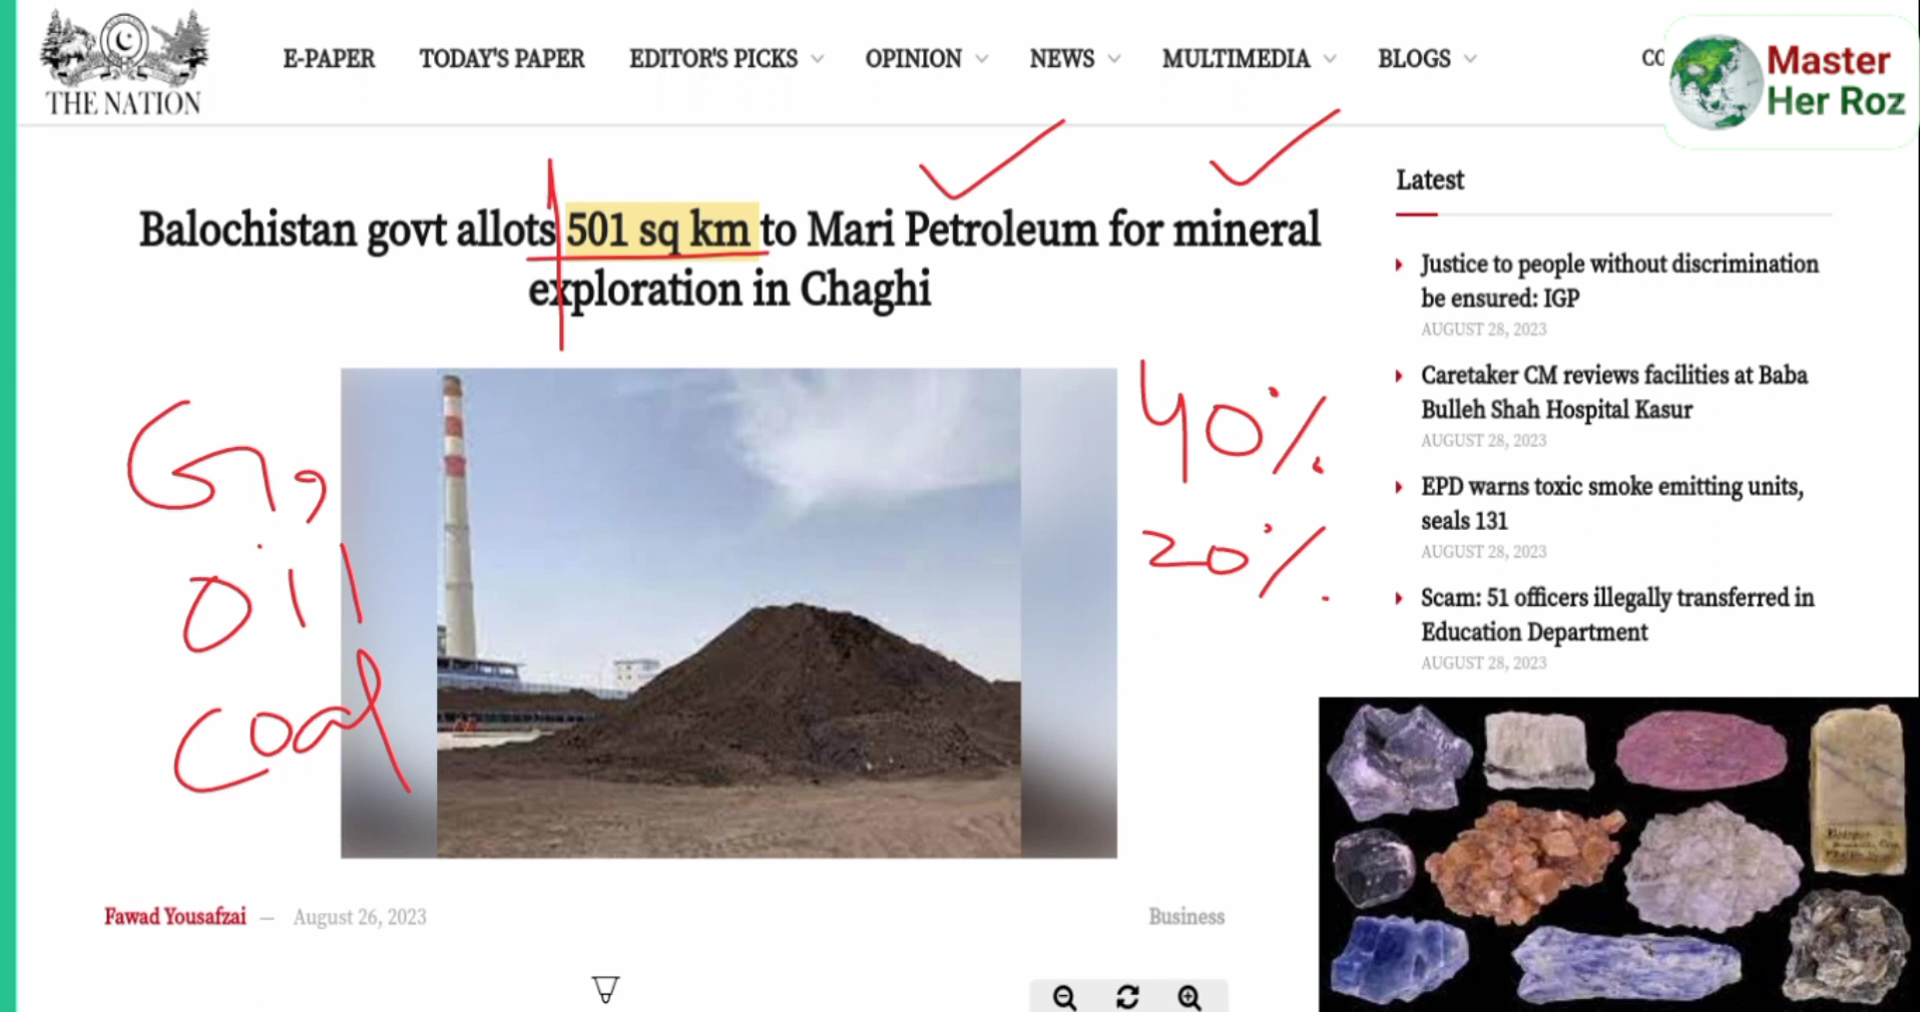 THE NATION
E-PAPER TODAY'S PAPER EDITOR'S PICKS OPINION NEWS MULTIMEDIA BLOGS CO
Master
Her Roz
Balochistan govt allots 501 sq km to Mari Petroleum for mineral
exploration in Chaghi
oil
coal
40%
20%
Fawad Yousafzai — August 26, 2023
Business
Latest
Justice to people without discrimination
be ensured: IGP
AUGUST 28, 2023
Caretaker CM reviews facilities at Baba
Bulleh Shah Hospital Kasur
AUGUST 28, 2023
EPD warns toxic smoke emitting units,
seals 131
AUGUST 28, 2023
Scam: 51 officers illegally transferred in
Education Department
AUGUST 28, 2023